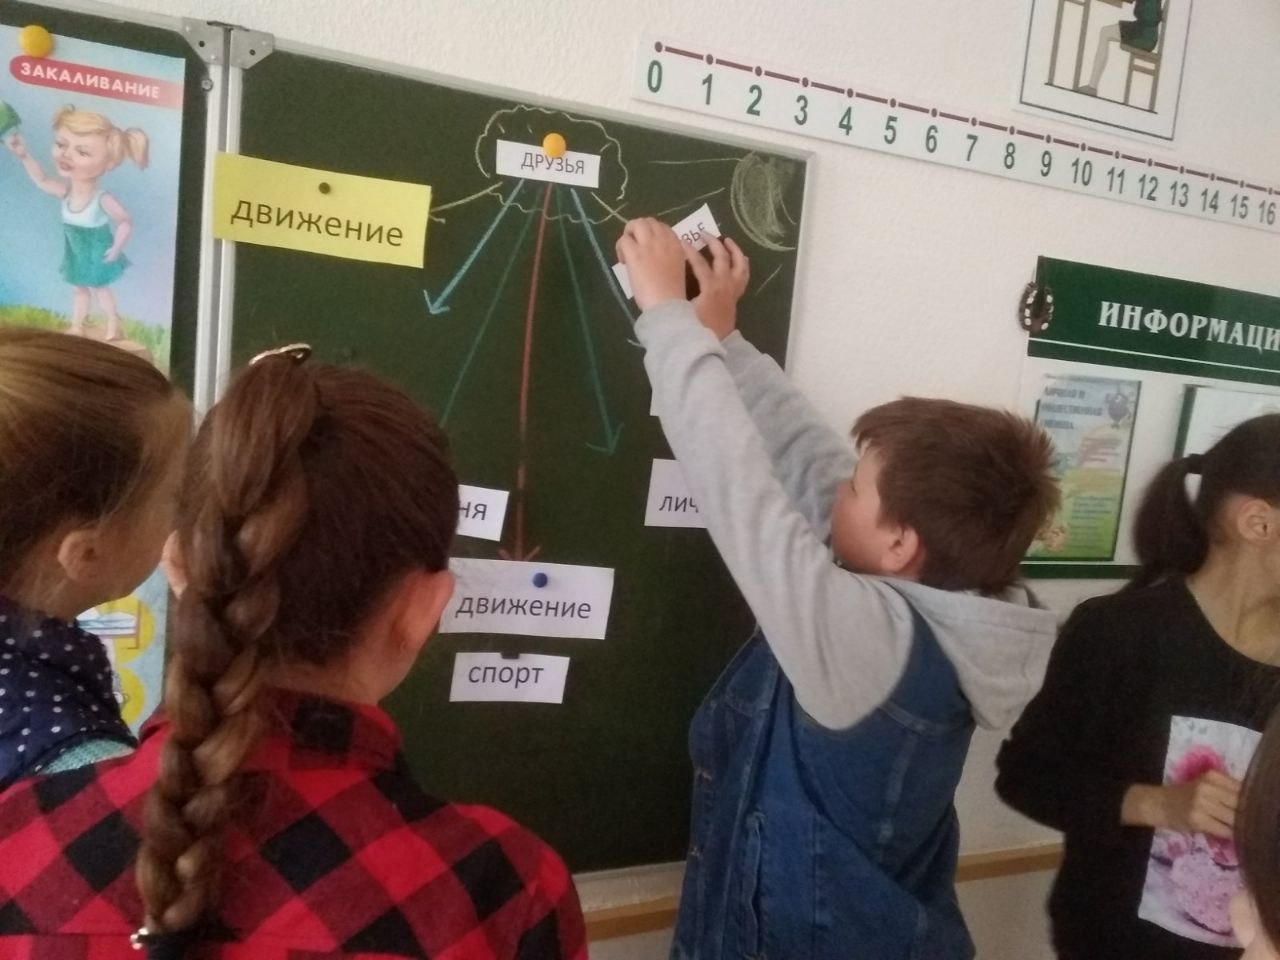 ЗАКАЛИВАНИЕ
ДРУЗЬЯ
движение
зье
0 1 2 3 4 5 6 7 8 9 10 11 12 13 14 15 16
ИНФОРМАЦИ
ня
лич
движение
спорт